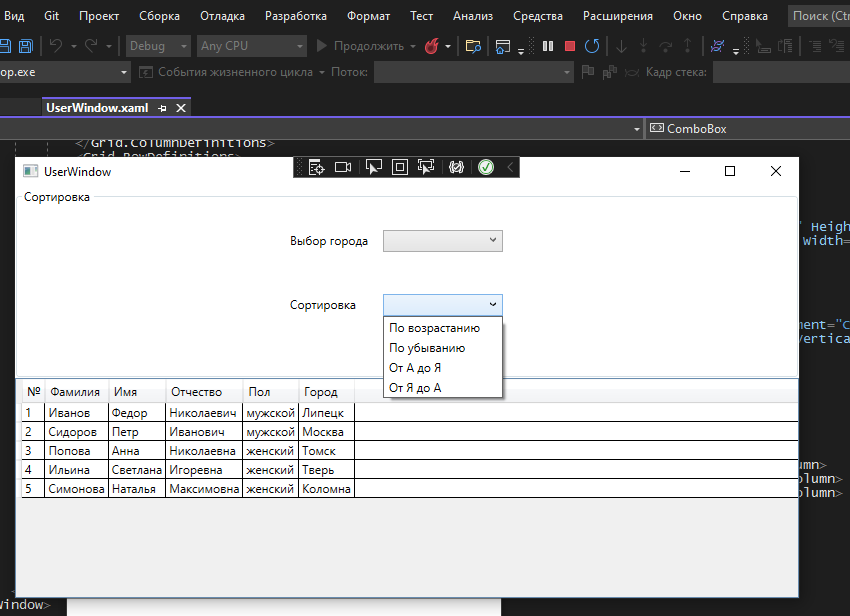 Вид Git Проект Сборка Отладка Разработка Формат Тест Анализ Средства Расширения Окно Справка Поиск (Ctr
Debug Any CPU Продолжить
op.exe События жизненного цикла Поток: Кадр стека:
UserWindow.xaml
ComboBox
</Grid.ColumnDefinitions>
<Grid.RowDefinitions>
UserWindow
Сортировка
" Heigh
Width=
Выбор города
Сортировка
ment="C
Vertica
По возрастанию
По убыванию
От А до Я
От Я до А
№ Фамилия Имя Отчество Пол Город
1 Иванов Федор Николаевич мужской Липецк
2 Сидоров Петр Иванович мужской Москва
3 Попова Анна Николаевна женский Томск
4 Ильина Светлана Игоревна женский Тверь
5 Симонова Наталья Максимовна женский Коломна
umn>
olumn>
olumn>
Window>